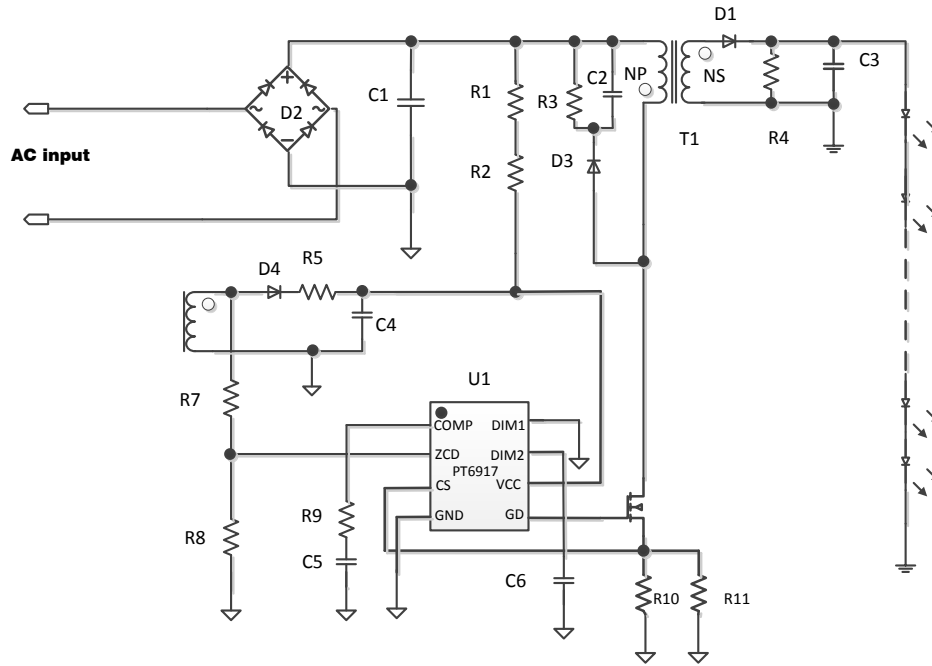 D1
D2
C1
R1
R3
C2
NP
NS
C3
AC input
R2
D3
T1
R4
D4
R5
C4
U1
R7
COMP
DIM1
ZCD
DIM2
PT6917
CS
VCC
GND
GD
R8
R9
C5
C6
R10
R11